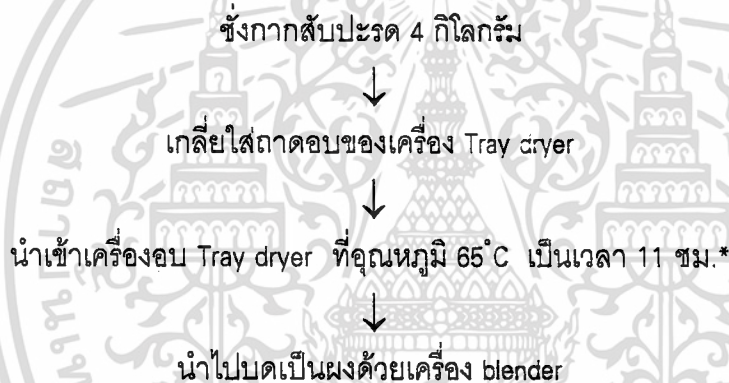 ชั่งกากสับปะรด 4 กิโลกรัม
↓
เกลี่ยใส่ถาดอบของเครื่อง Tray dryer
↓
นำเข้าเครื่องอบ Tray dryer ที่อุณหภูมิ 65°C เป็นเวลา 11 ชม.*
↓
นำไปบดเป็นผงด้วยเครื่อง blender